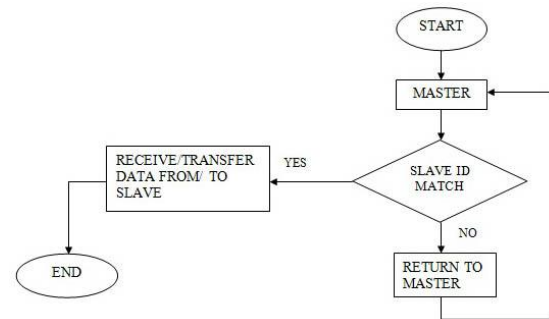 START
MASTER
SLAVE ID
MATCH
YES
RECEIVE/TRANSFER
DATA FROM/ TO
SLAVE
END
NO
RETURN TO
MASTER